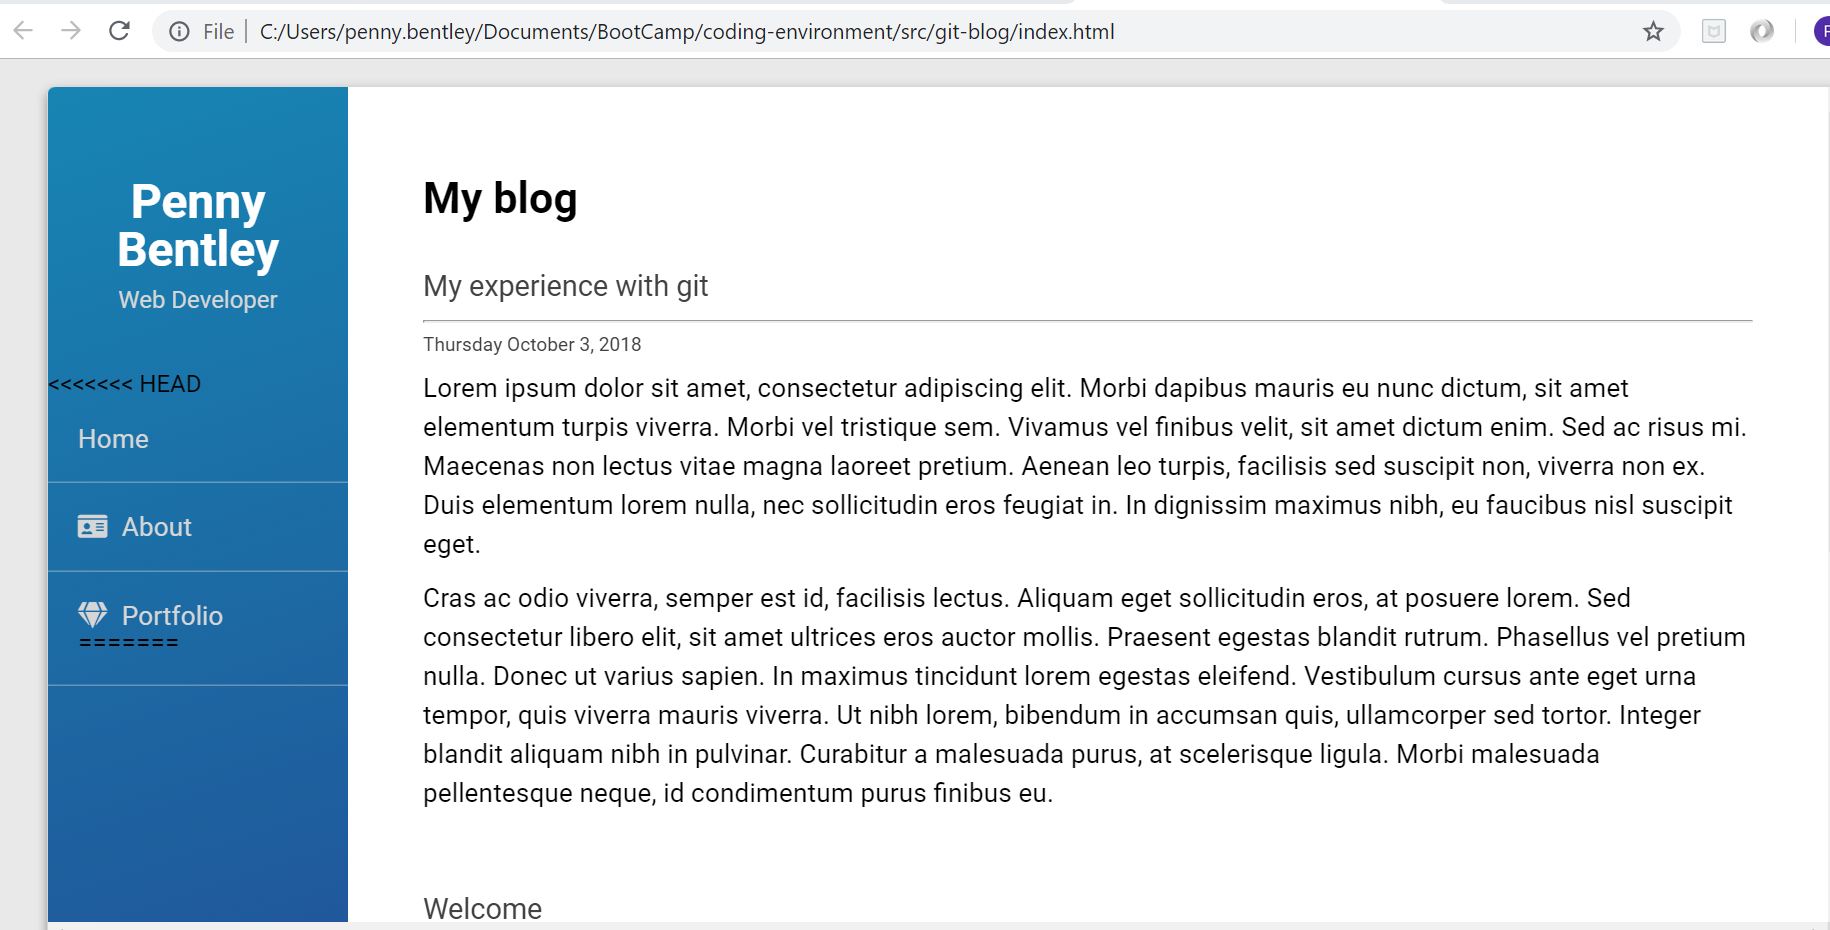 File
C:/Users/penny.bentley/Documents/BootCamp/coding-environment/src/git-blog/index.html
Penny
Bentley
Web Developer
<<<<<<< HEAD
Home
About
Portfolio
=======
My blog
My experience with git
Thursday October 3, 2018
Lorem ipsum dolor sit amet, consectetur adipiscing elit. Morbi dapibus mauris eu nunc dictum, sit amet
elementum turpis viverra. Morbi vel tristique sem. Vivamus vel finibus velit, sit amet dictum enim. Sed ac risus mi.
Maecenas non lectus vitae magna laoreet pretium. Aenean leo turpis, facilisis sed suscipit non, viverra non ex.
Duis elementum lorem nulla, nec sollicitudin eros feugiat in. In dignissim maximus nibh, eu faucibus nisl suscipit
eget.
Cras ac odio viverra, semper est id, facilisis lectus. Aliquam eget sollicitudin eros, at posuere lorem. Sed
consectetur libero elit, sit amet ultrices eros auctor mollis. Praesent egestas blandit rutrum. Phasellus vel pretium
nulla. Donec ut varius sapien. In maximus tincidunt lorem egestas eleifend. Vestibulum cursus ante eget urna
tempor, quis viverra mauris viverra. Ut nibh lorem, bibendum in accumsan quis, ullamcorper sed tortor. Integer
blandit aliquam nibh in pulvinar. Curabitur a malesuada purus, at scelerisque ligula. Morbi malesuada
pellentesque neque, id condimentum purus finibus eu.
Welcome